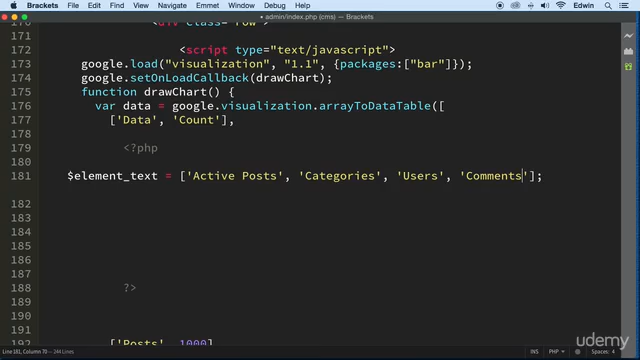 Brackets File Edit Find View Navigate Emmet Window Debug Help Edwin
admin/index.php (cms) — Brackets
170 <div class="row">
171
172 <script type="text/javascript">
173 google.load("visualization", "1.1", {packages:["bar"]});
174 google.setOnLoadCallback(drawChart);
175 function drawChart() {
176 var data = google.visualization.arrayToDataTable([
177 ['Data', 'Count'],
178
179 <?php
180
181 $element_text = ['Active Posts', 'Categories', 'Users', 'Comments'];
182
183
184
185
186
187
188 ?>
189
190
191
192 ['Posts', 1000]
Line 181, Column 70 — 244 Lines INS PHP Spaces: 4
udemy